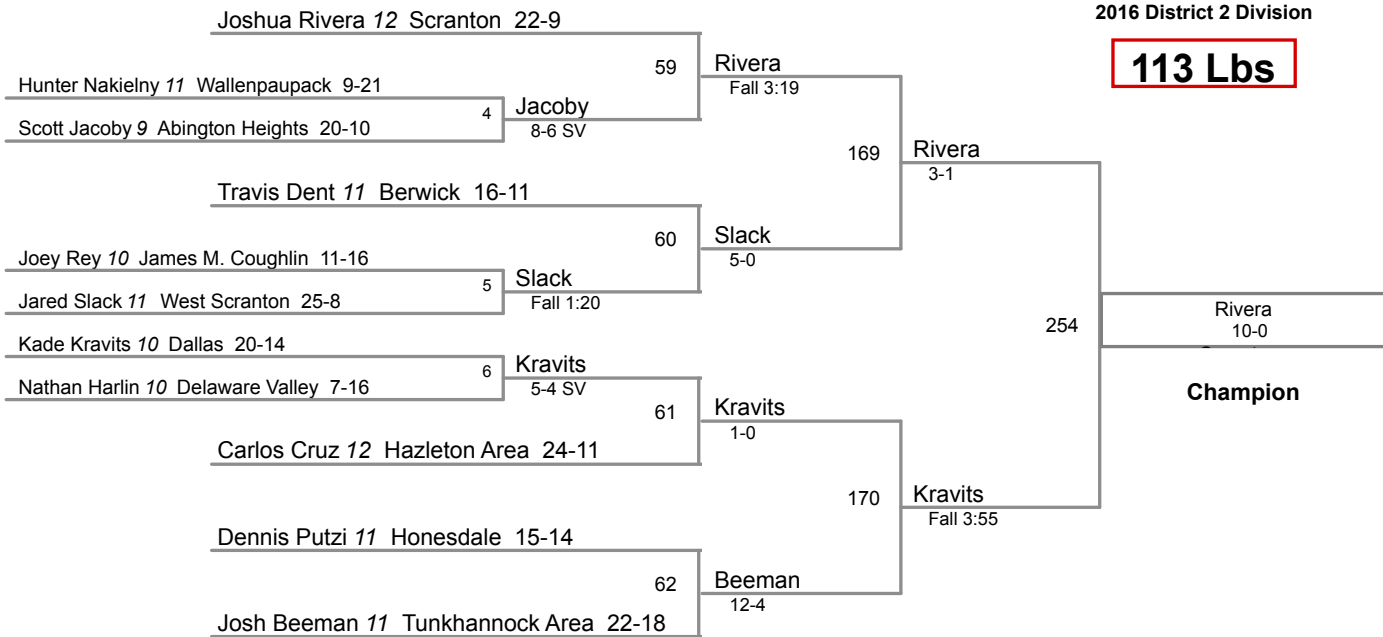 2016 District 2 Division
113 Lbs
Joshua Rivera 12 Scranton 22-9
59
Rivera
Fall 3:19
Hunter Nakielny 11 Wallenpaupack 9-21
4
Jacoby
8-6 SV
Scott Jacoby 9 Abington Heights 20-10
169
Rivera
3-1
Travis Dent 11 Berwick 16-11
60
Slack
5-0
Joey Rey 10 James M. Coughlin 11-16
5
Slack
Fall 1:20
Jared Slack 11 West Scranton 25-8
254
Rivera
10-0
Champion
Kade Kravits 10 Dallas 20-14
6
Kravits
5-4 SV
Nathan Harlin 10 Delaware Valley 7-16
61
Kravits
1-0
Carlos Cruz 12 Hazleton Area 24-11
170
Kravits
Fall 3:55
Dennis Putzi 11 Honesdale 15-14
62
Beeman
12-4
Josh Beeman 11 Tunkhannock Area 22-18